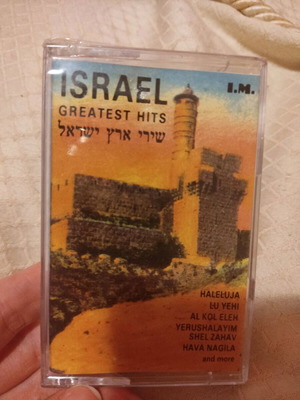 ISRAEL
I.M.
GREATEST HITS
שירי ארץ ישראל
HALELUJA
LU YEHI
AL KOL ELEH
YERUSHALAYIM
SHEL ZAHAV
HAVA NAGILA
and more